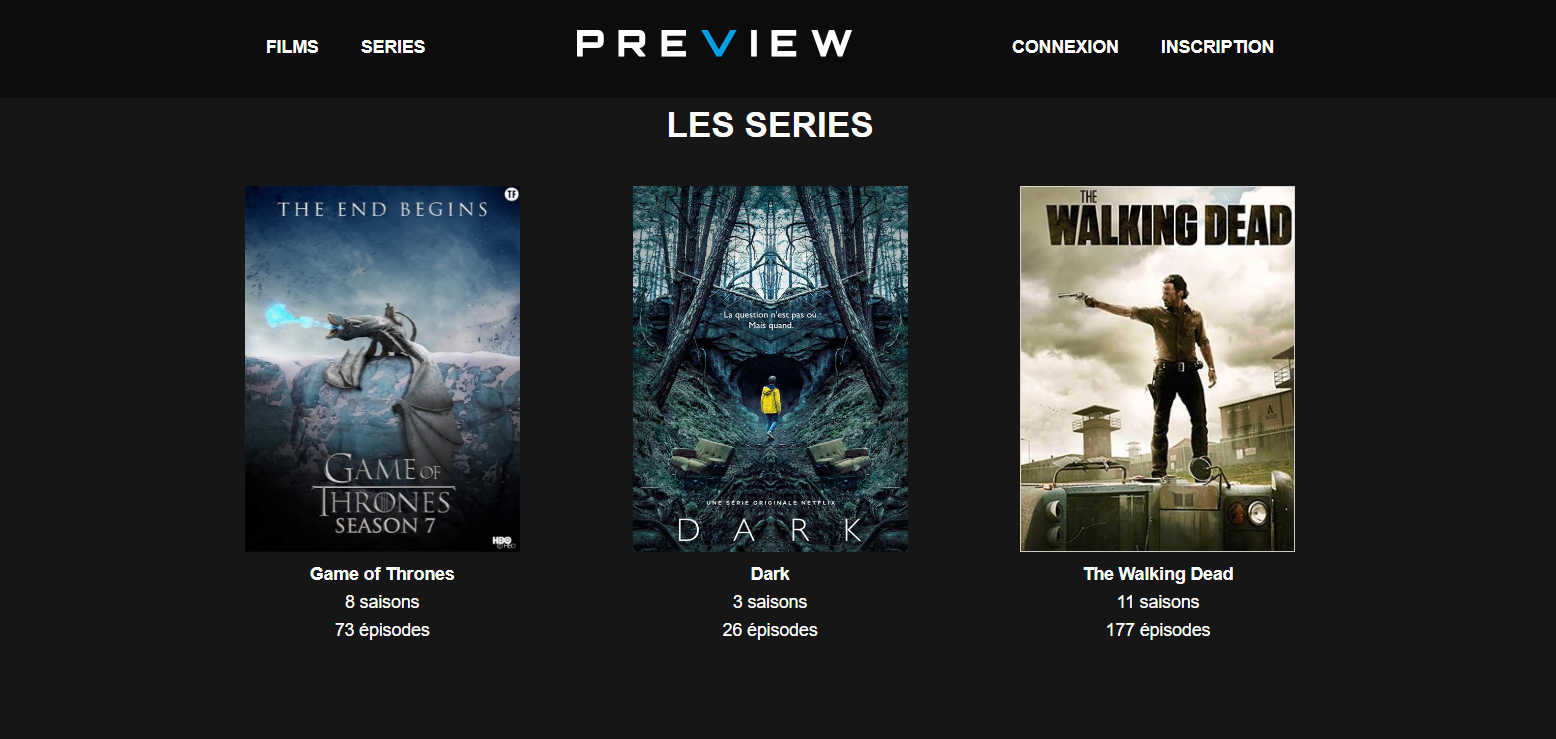 FILMS SERIES PREVIEW CONNEXION INSCRIPTION
LES SERIES
TF
THE END BEGINS
GAME OF
THRONES
SEASON 7
HBO
© HBO
La question n'est pas où.
Mais quand.
UNE SÉRIE ORIGINALE NETFLIX
DARK
THE
WALKING DEAD
A
Game of Thrones
8 saisons
73 épisodes
Dark
3 saisons
26 épisodes
The Walking Dead
11 saisons
177 épisodes